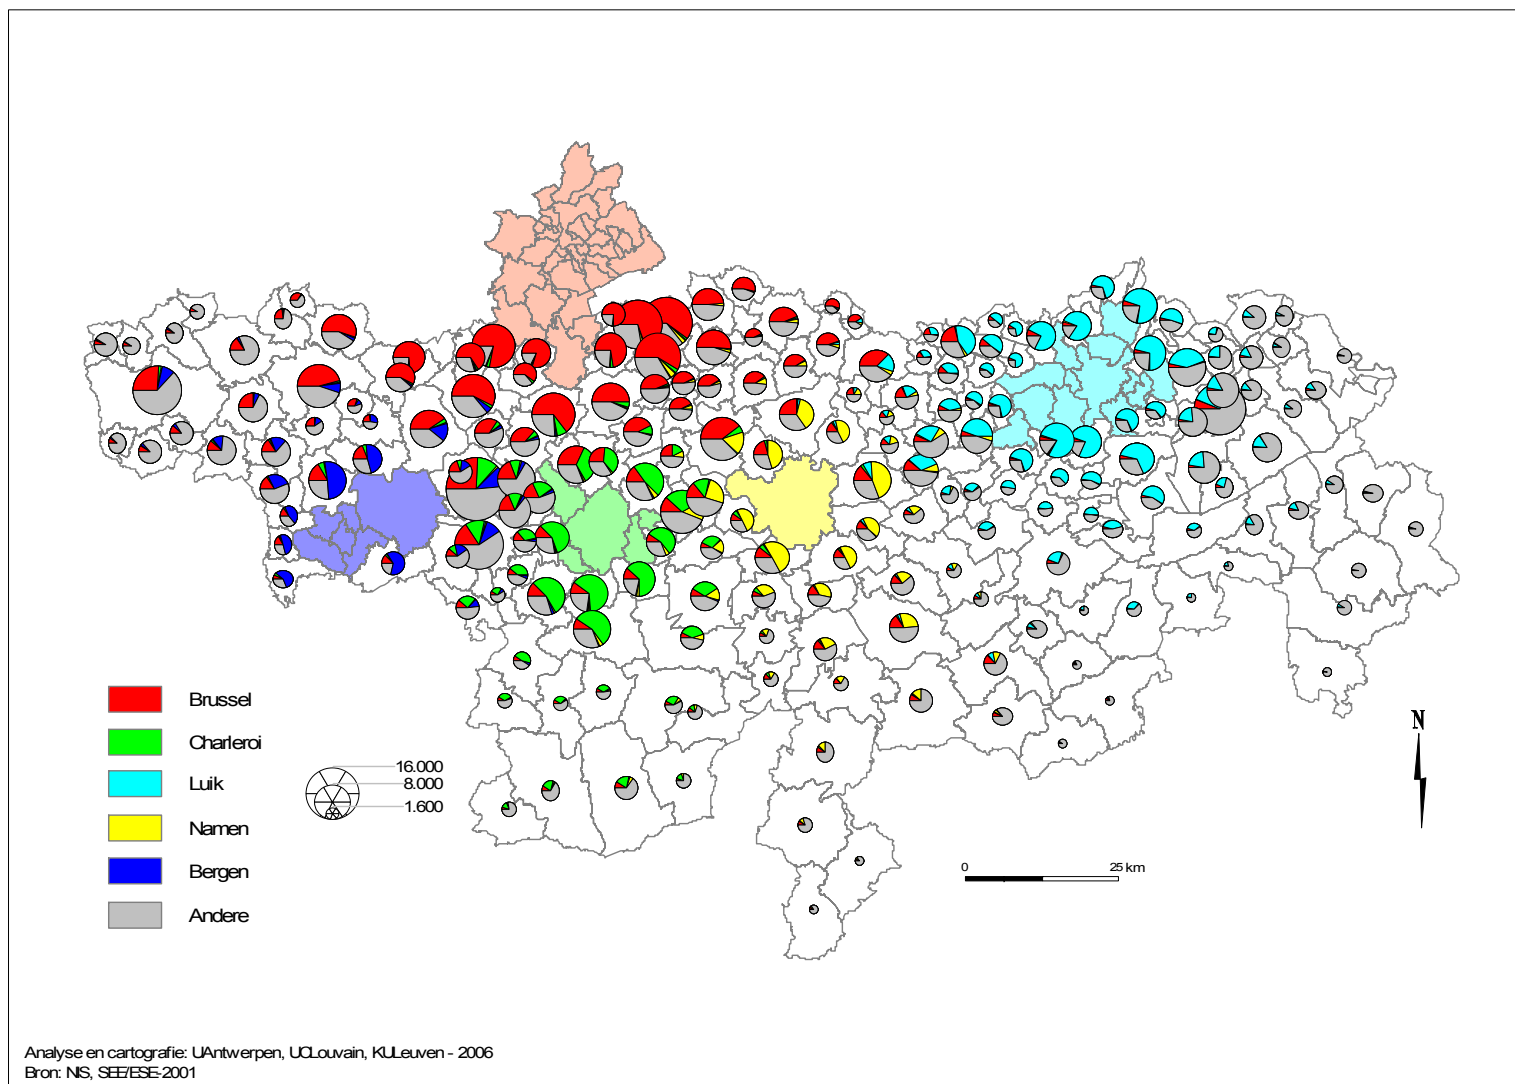 Brussel
Charleroi
Luik
Namen
Bergen
Andere
16.000
8.000
1.600
0 25 km
N
Analyse en cartografie: UAntwerpen, UCLouvain, KULeuven - 2006
Bron: NIS, SEE/ESE-2001